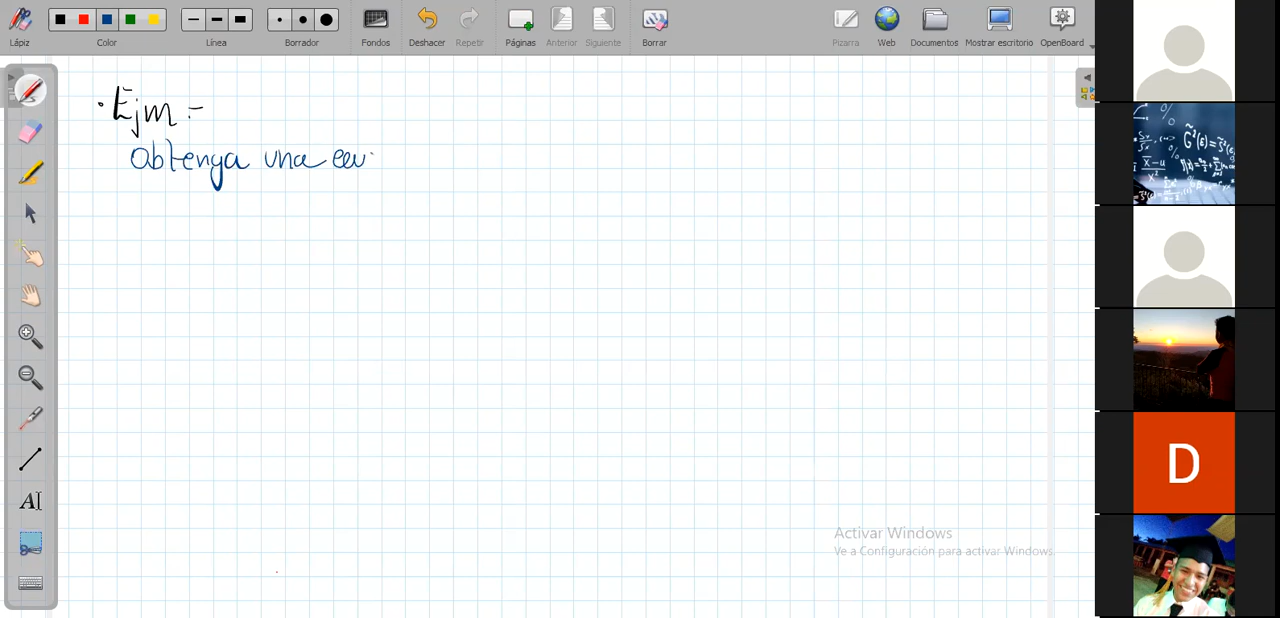 Lápiz Color Línea Borrador Fondos Deshacer Repetir Páginas Anterior Siguiente Borrar Pizarra Web Documentos Mostrar escritorio OpenBoard
· Ejm :-
Obtenga una ecu
D
Activar Windows
Ve a Configuración para activar Windows.